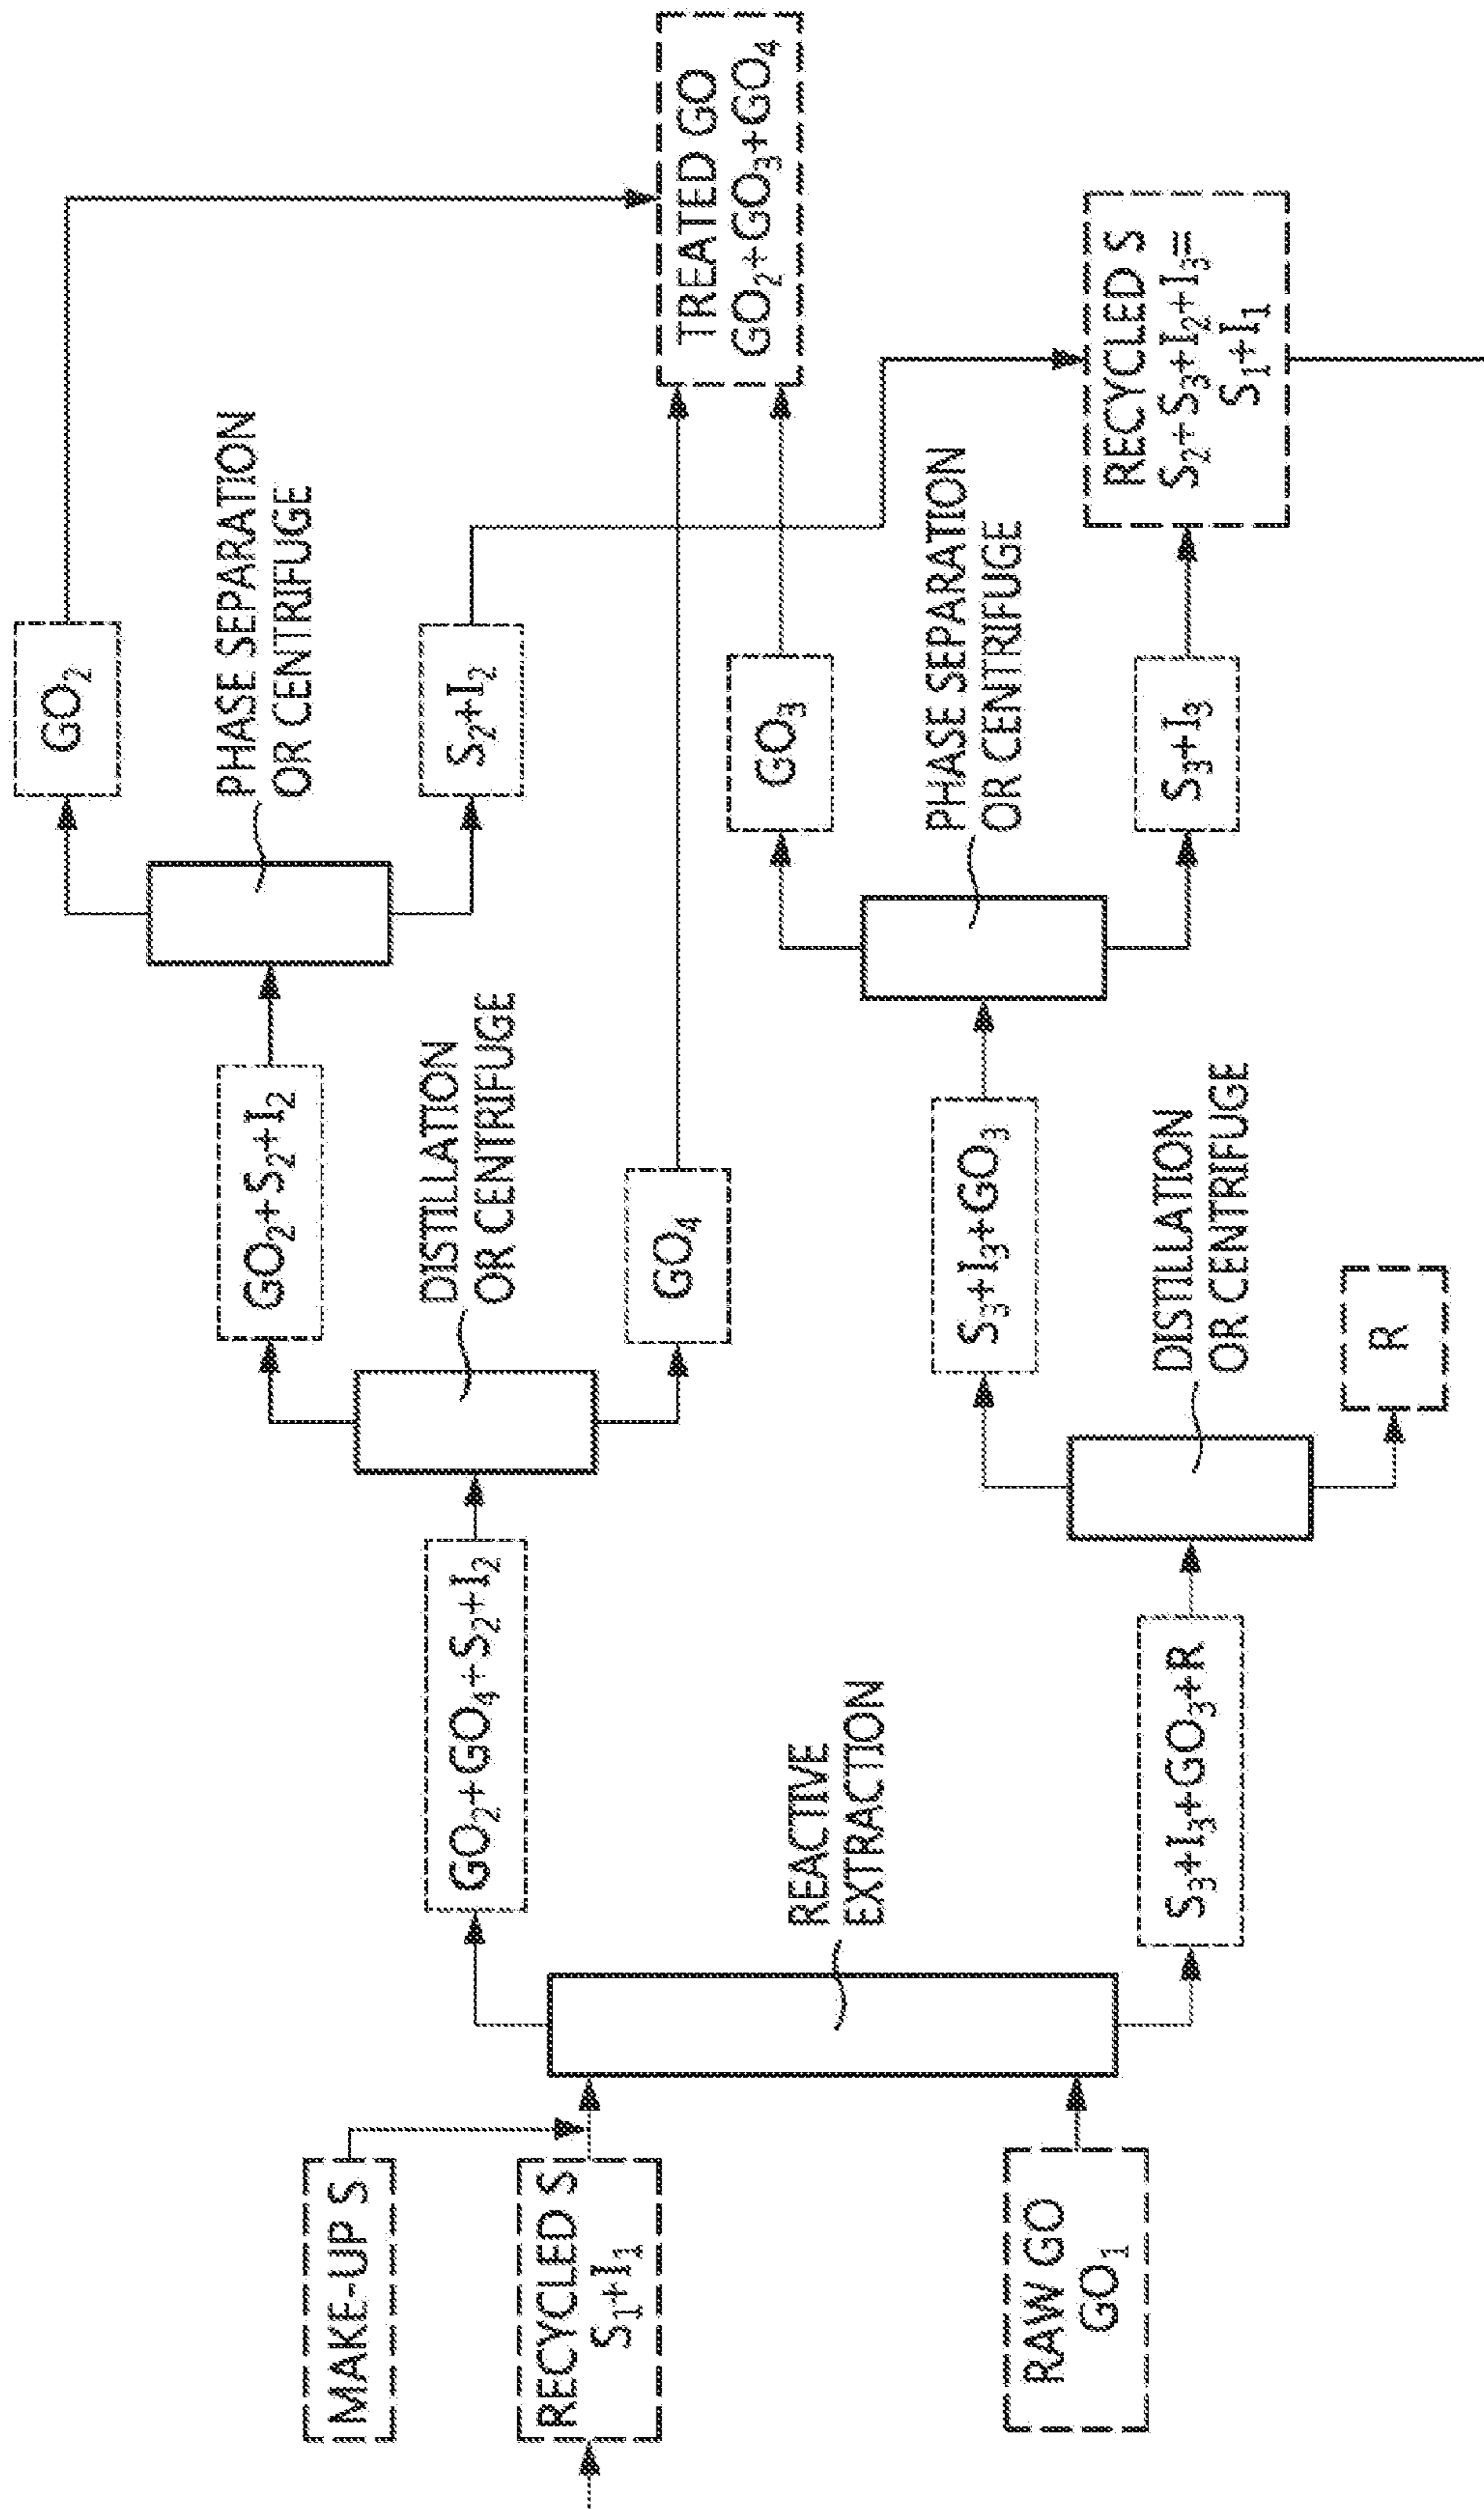 MAKE-UP S
RECYCLED S
S₁+I₁
RAW GO
GO₁
REACTIVE
EXTRACTION
GO₂+GO₄+S₂+I₂
S₃+I₃+GO₃+R
DISTILLATION
OR CENTRIFUGE
GO₂+S₂+I₂
GO₄
DISTILLATION
OR CENTRIFUGE
S₃+I₃+GO₃
R
PHASE SEPARATION
OR CENTRIFUGE
GO₂
S₂+I₂
PHASE SEPARATION
OR CENTRIFUGE
GO₃
S₃+I₃
TREATED GO
GO₂+GO₃+GO₄
RECYCLED S
S₂+S₃+I₂+I₃=
S₁+I₁